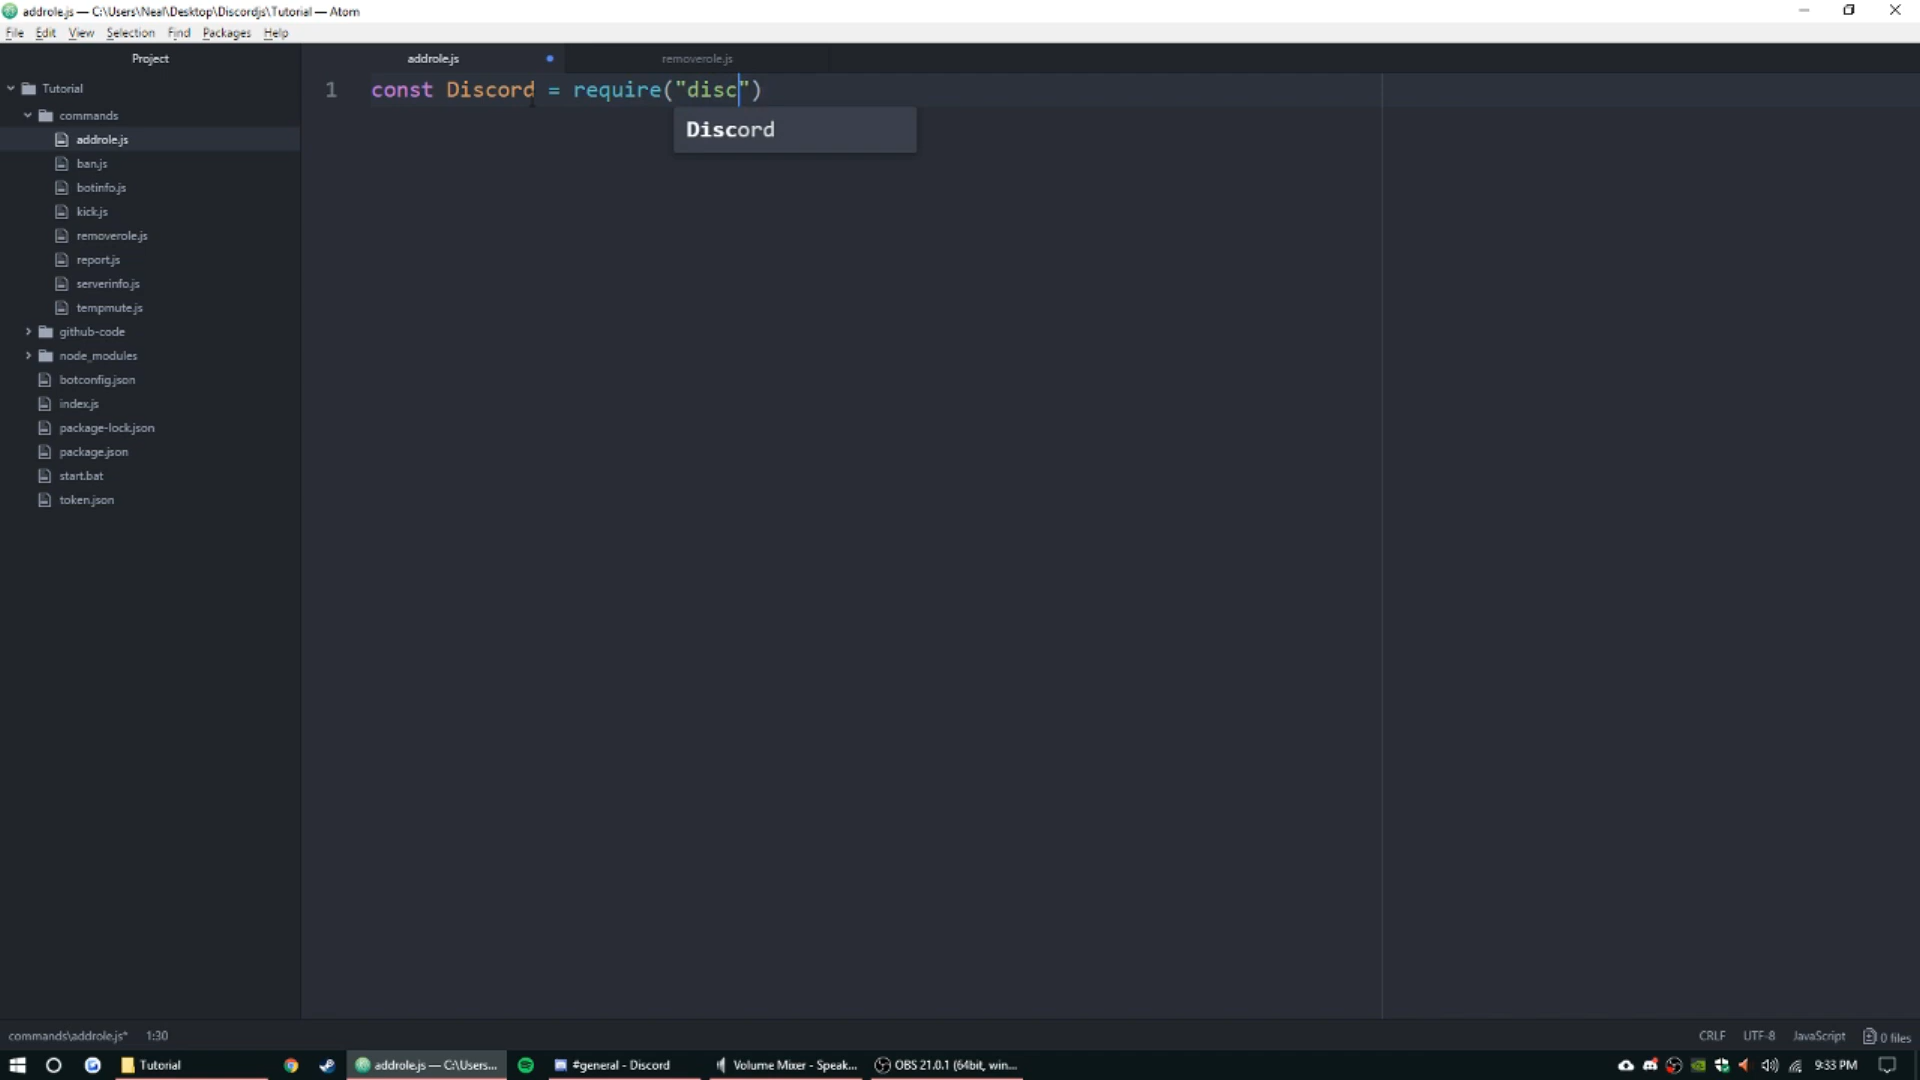 addrole.js — C:\Users\Neal\Desktop\Discordjs\Tutorial — Atom
File Edit View Selection Find Packages Help
Project
addrole.js
removerole.js
Tutorial
commands
addrole.js
ban.js
botinfo.js
kick.js
removerole.js
report.js
serverinfo.js
tempmute.js
github-code
node_modules
botconfig.json
index.js
package-lock.json
package.json
start.bat
token.json
1 const Discord = require("disc")
Discord
commands\addrole.js* 1:30
CRLF UTF-8 JavaScript 0 files
Tutorial
addrole.js — C:\Users...
#general - Discord
Volume Mixer - Speak...
OBS 21.0.1 (64bit, win...
9:33 PM